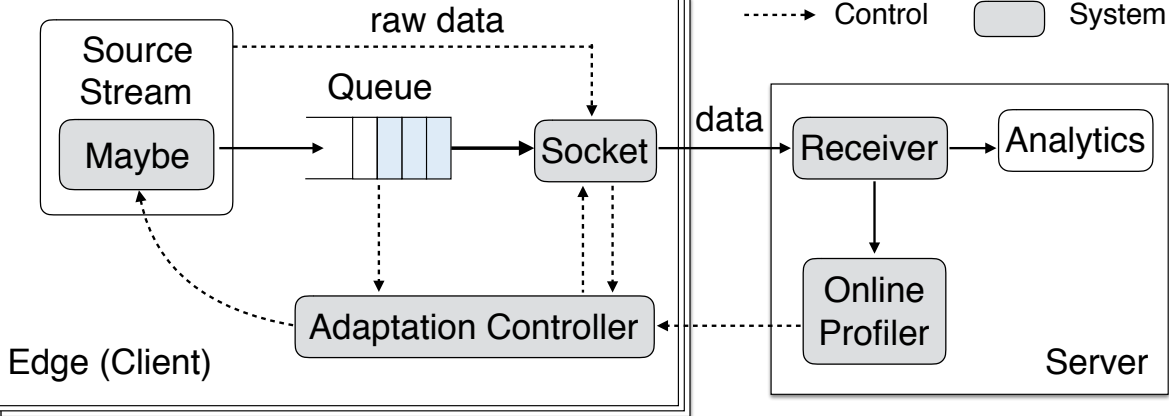 raw data
Control
System
Source
Stream
Queue
Maybe
Socket
data
Receiver
Analytics
Adaptation Controller
Online
Profiler
Edge (Client)
Server